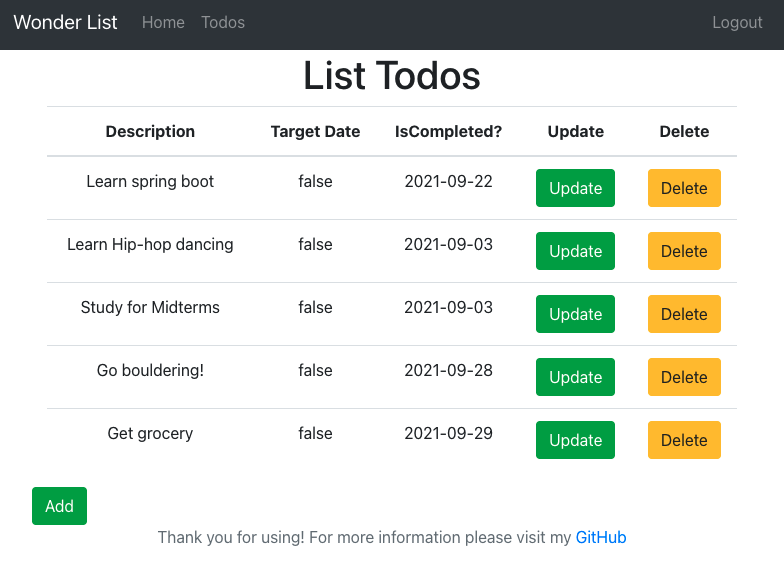 Wonder List Home Todos Logout
List Todos
Description Target Date IsCompleted? Update Delete
Learn spring boot false 2021-09-22 Update Delete
Learn Hip-hop dancing false 2021-09-03 Update Delete
Study for Midterms false 2021-09-03 Update Delete
Go bouldering! false 2021-09-28 Update Delete
Get grocery false 2021-09-29 Update Delete
Add
Thank you for using! For more information please visit my GitHub